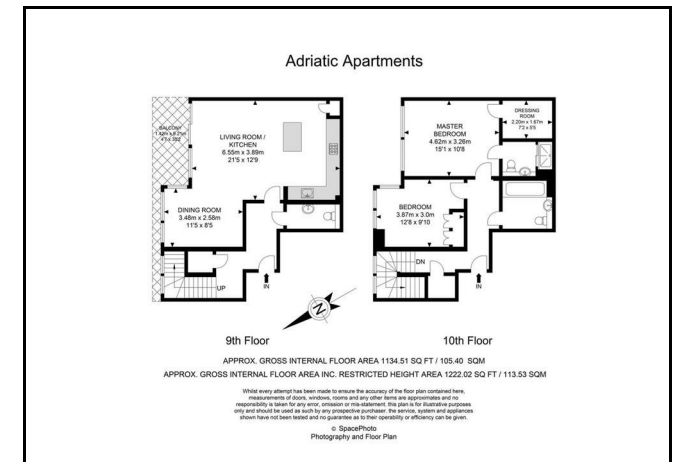 Adriatic Apartments
BALCONY
LIVING ROOM /
KITCHEN
6.55m x 3.89m
21'5 x 12'9
DINING ROOM
3.48m x 2.58m
11'5 x 8'5
UP
IN
9th Floor
MASTER
BEDROOM
4.62m x 3.26m
15'1 x 10'8
DRESSING
ROOM
2.20m x 1.67m
7'2 x 5'5
BEDROOM
3.87m x 3.0m
12'8 x 9'10
DN
IN
10th Floor
N
APPROX. GROSS INTERNAL FLOOR AREA 1134.51 SQ FT / 105.40 SQM
APPROX. GROSS INTERNAL FLOOR AREA INC. RESTRICTED HEIGHT AREA 1222.02 SQ FT / 113.53 SQM
Whilst every attempt has been made to ensure the accuracy of the floor plan contained here,
measurements of doors, windows, rooms and any other items are approximates and no
responsibility is taken for any error, omission or mis-statement. this plan is for illustrative purposes
only and should be used as such by any prospective purchaser. the service, system and appliances
shown have not been tested and no guarantee as to their operability or efficiency can be given.
© SpacePhoto
Photography and Floor Plan